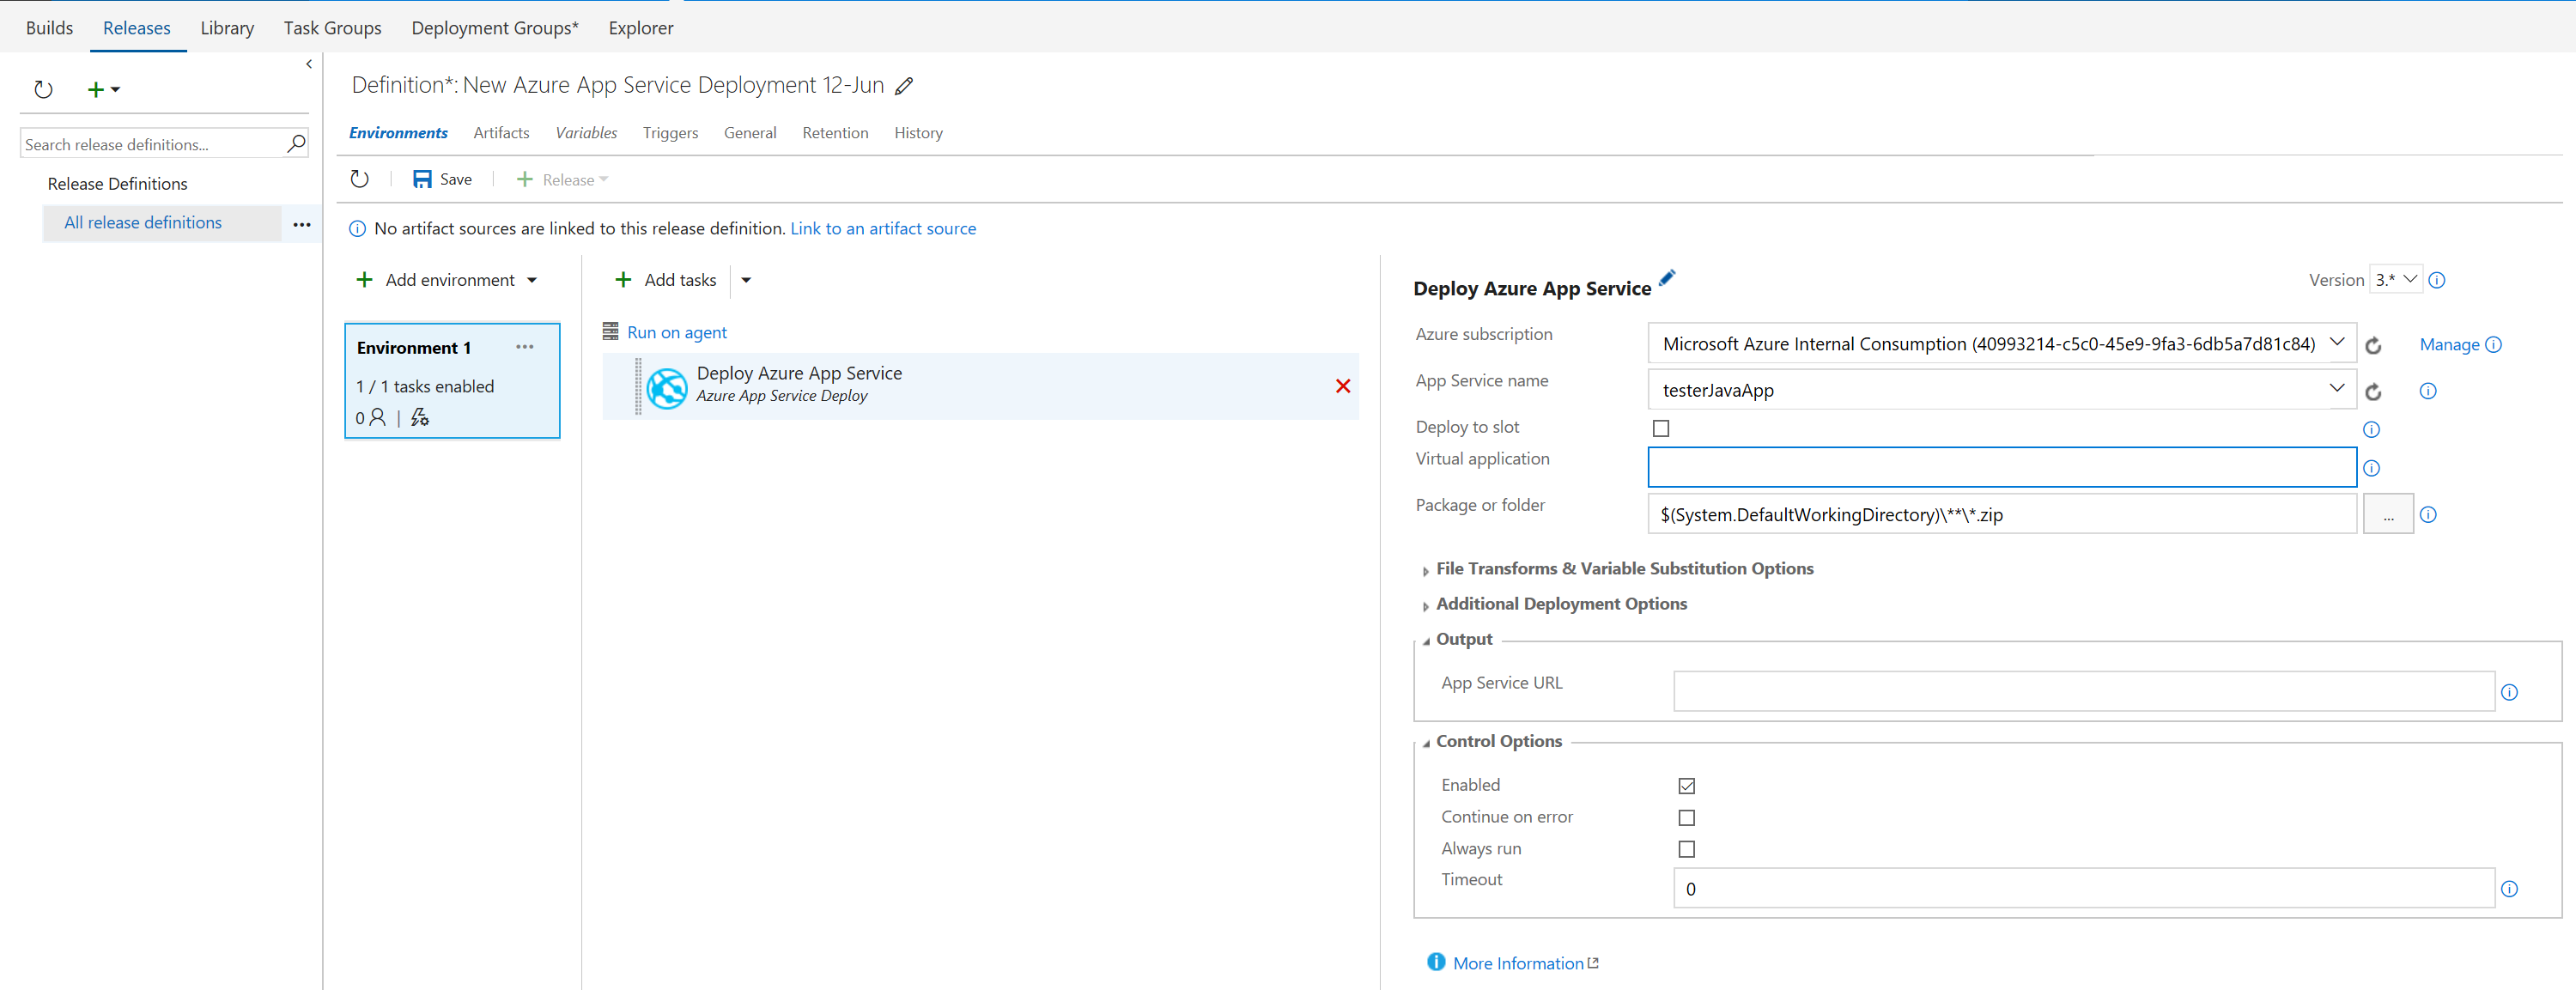 Builds Releases Library Task Groups Deployment Groups* Explorer
Search release definitions...
Release Definitions
All release definitions ...
Definition*: New Azure App Service Deployment 12-Jun
Environments Artifacts Variables Triggers General Retention History
Save Release
No artifact sources are linked to this release definition. Link to an artifact source
Add environment
Environment 1 ...
1 / 1 tasks enabled
0 |
Add tasks
Run on agent
Deploy Azure App Service
Azure App Service Deploy
Deploy Azure App Service
Version 3.*
Azure subscription Microsoft Azure Internal Consumption (40993214-c5c0-45e9-9fa3-6db5a7d81c84) Manage
App Service name testerJavaApp
Deploy to slot
Virtual application
Package or folder $(System.DefaultWorkingDirectory)\**\*.zip ...
File Transforms & Variable Substitution Options
Additional Deployment Options
Output
App Service URL
Control Options
Enabled
Continue on error
Always run
Timeout 0
More Information